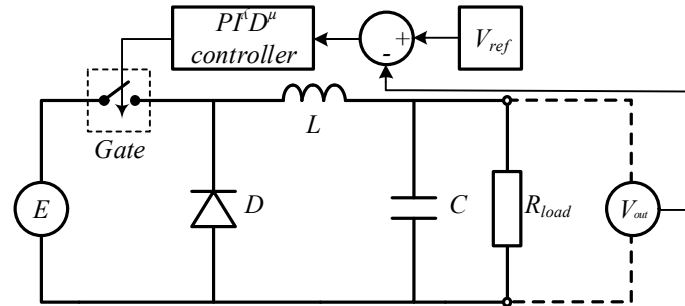 PI^λD^μ
controller
+
-
V_ref
Gate
L
E
D
C
R_load
V_out